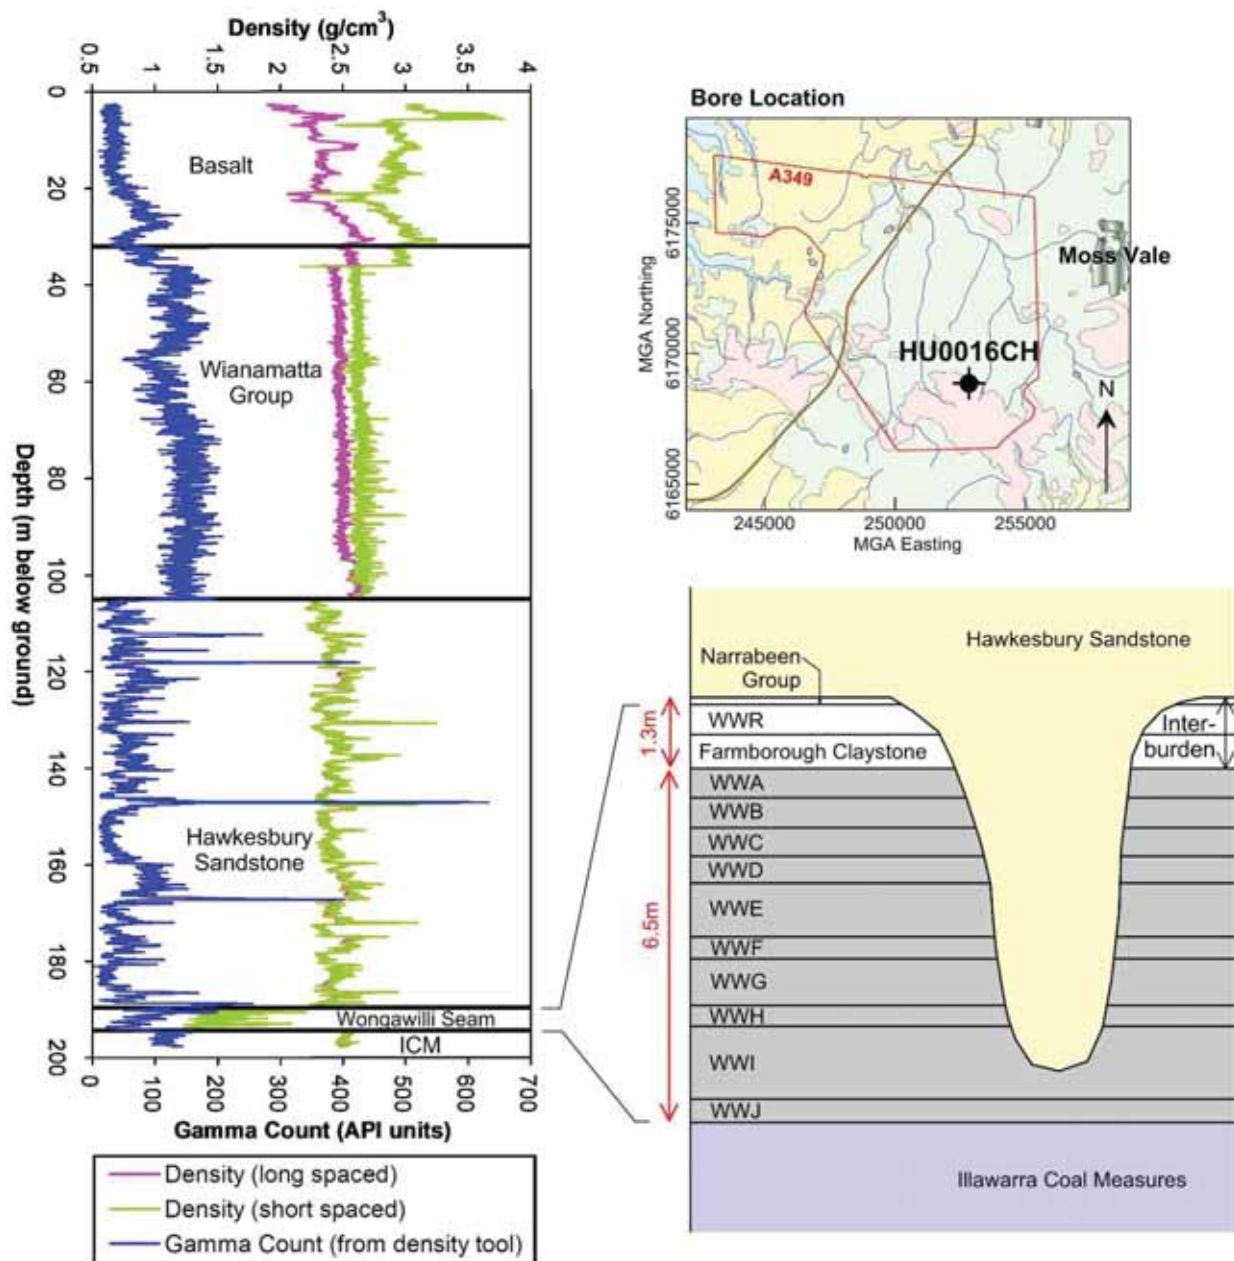 Density (g/cm³)
0.5 1 1.5 2 2.5 3 3.5 4
0
20
40
60
80
100
120
140
160
180
200
Depth (m below ground)
Basalt
Wianamatta
Group
Hawkesbury
Sandstone
Wongawilli Seam
ICM
0 100 200 300 400 500 600 700
Gamma Count (API units)
Density (long spaced)
Density (short spaced)
Gamma Count (from density tool)
Bore Location
A349
Moss Vale
HU0016CH
N
MGA Northing
6175000
6170000
6165000
245000 250000 255000
MGA Easting
Hawkesbury Sandstone
Narrabeen
Group
WWR
Farmborough Claystone
Inter-
burden
1.3m
6.5m
WWA
WWB
WWC
WWD
WWE
WWF
WWG
WWH
WWI
WWJ
Illawarra Coal Measures